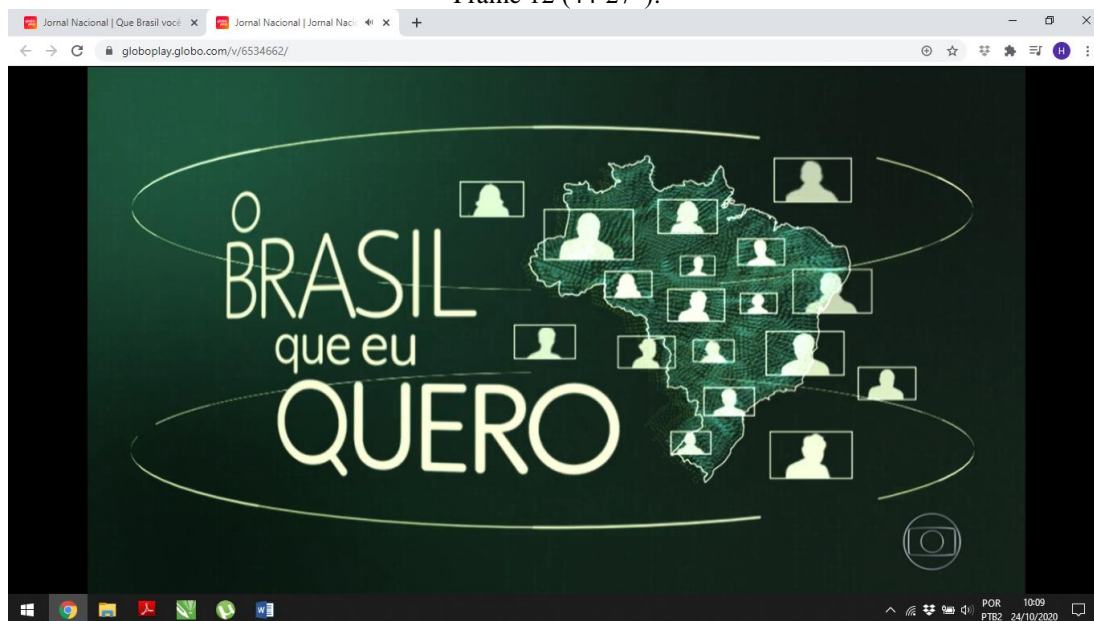 Frame 12 (44'27").
Jornal Nacional | Que Brasil você
Jornal Nacional | Jornal Naci
globoplay.globo.com/v/6534662/
H
O
BRASIL
que eu
QUERO
POR
PTB2
10:09
24/10/2020